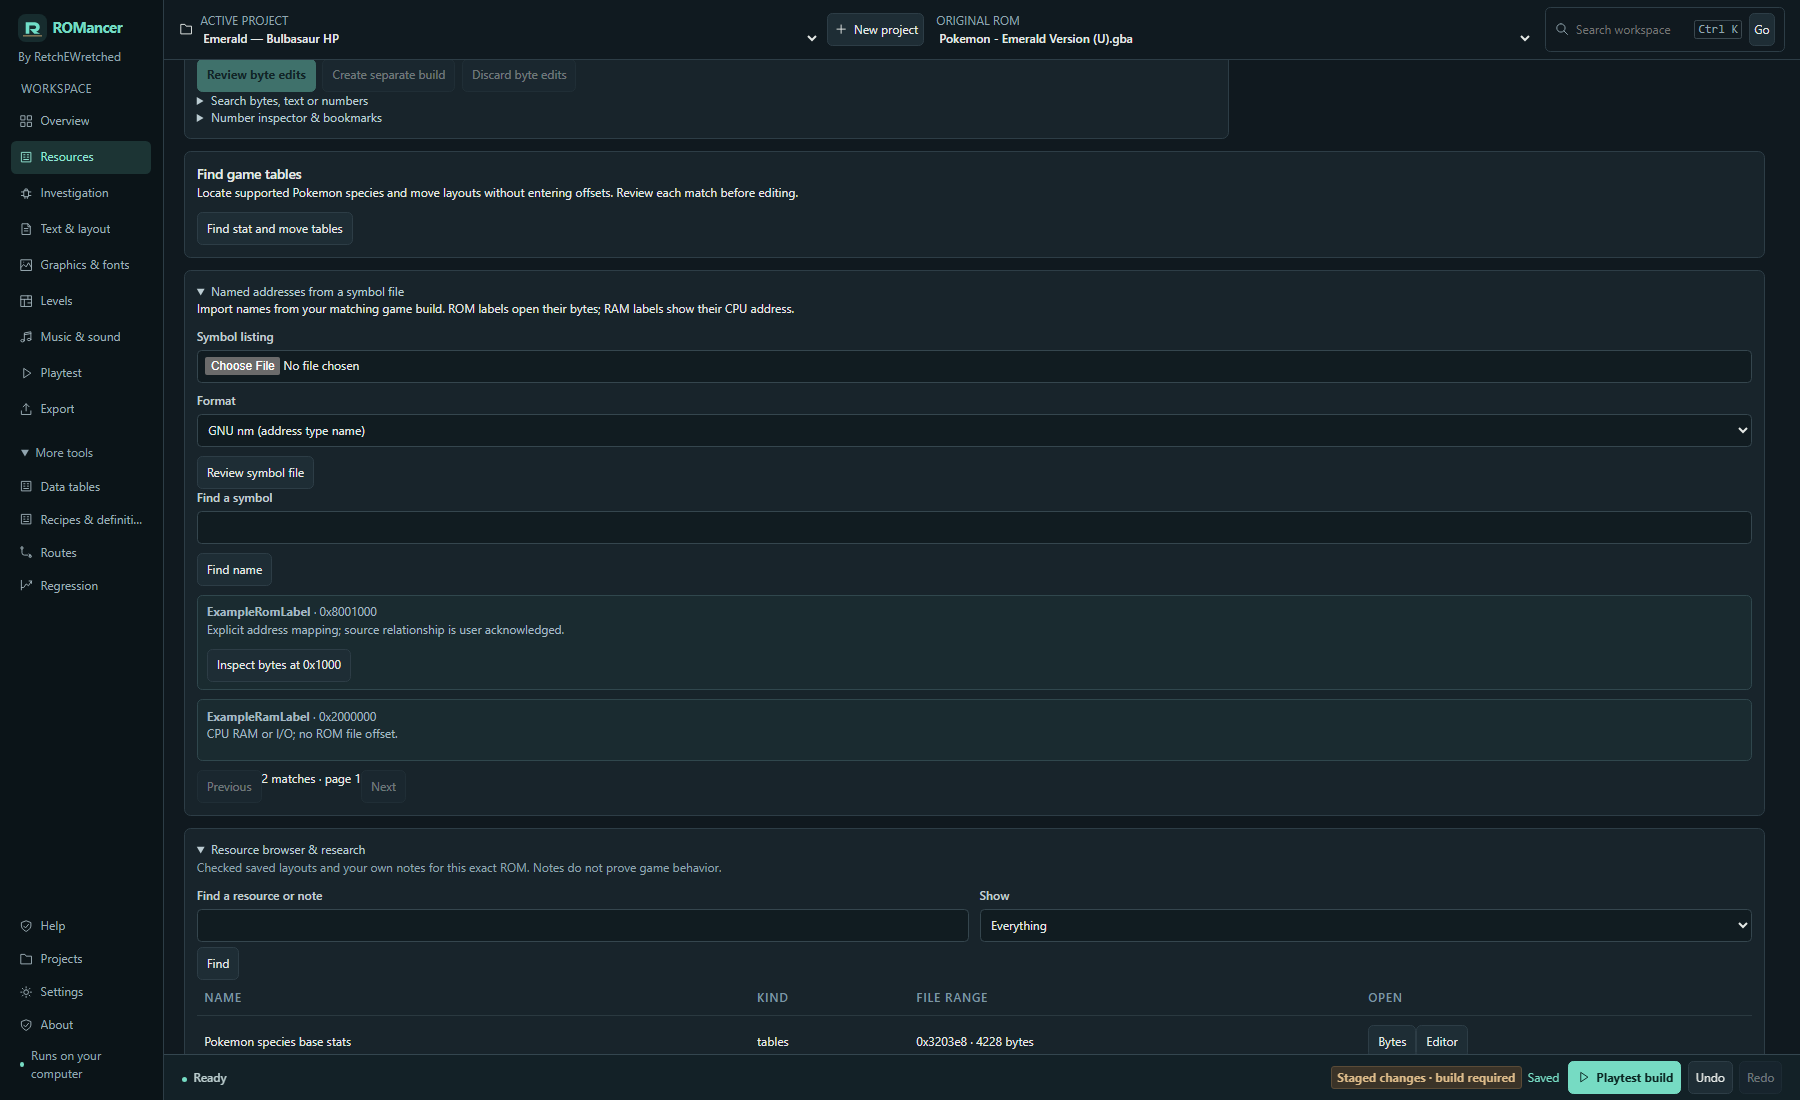 ROMancer
By RetchEWretched
WORKSPACE
Overview
Resources
Investigation
Text & layout
Graphics & fonts
Levels
Music & sound
Playtest
Export
More tools
Data tables
Recipes & definiti...
Routes
Regression
Help
Projects
Settings
About
Runs on your
computer
ACTIVE PROJECT
Emerald — Bulbasaur HP
New project
ORIGINAL ROM
Pokemon - Emerald Version (U).gba
Search workspace
Ctrl K
Go
Review byte edits
Create separate build
Discard byte edits
Search bytes, text or numbers
Number inspector & bookmarks
Find game tables
Locate supported Pokemon species and move layouts without entering offsets. Review each match before editing.
Find stat and move tables
Named addresses from a symbol file
Import names from your matching game build. ROM labels open their bytes; RAM labels show their CPU address.
Symbol listing
Choose File No file chosen
Format
GNU nm (address type name)
Review symbol file
Find a symbol
Find name
ExampleRomLabel · 0x8001000
Explicit address mapping; source relationship is user acknowledged.
Inspect bytes at 0x1000
ExampleRamLabel · 0x2000000
CPU RAM or I/O; no ROM file offset.
Previous 2 matches · page 1 Next
Resource browser & research
Checked saved layouts and your own notes for this exact ROM. Notes do not prove game behavior.
Find a resource or note
Show
Everything
Find
NAME KIND FILE RANGE OPEN
Pokemon species base stats tables 0x3203e8 · 4228 bytes Bytes Editor
Ready
Staged changes · build required
Saved
Playtest build
Undo
Redo